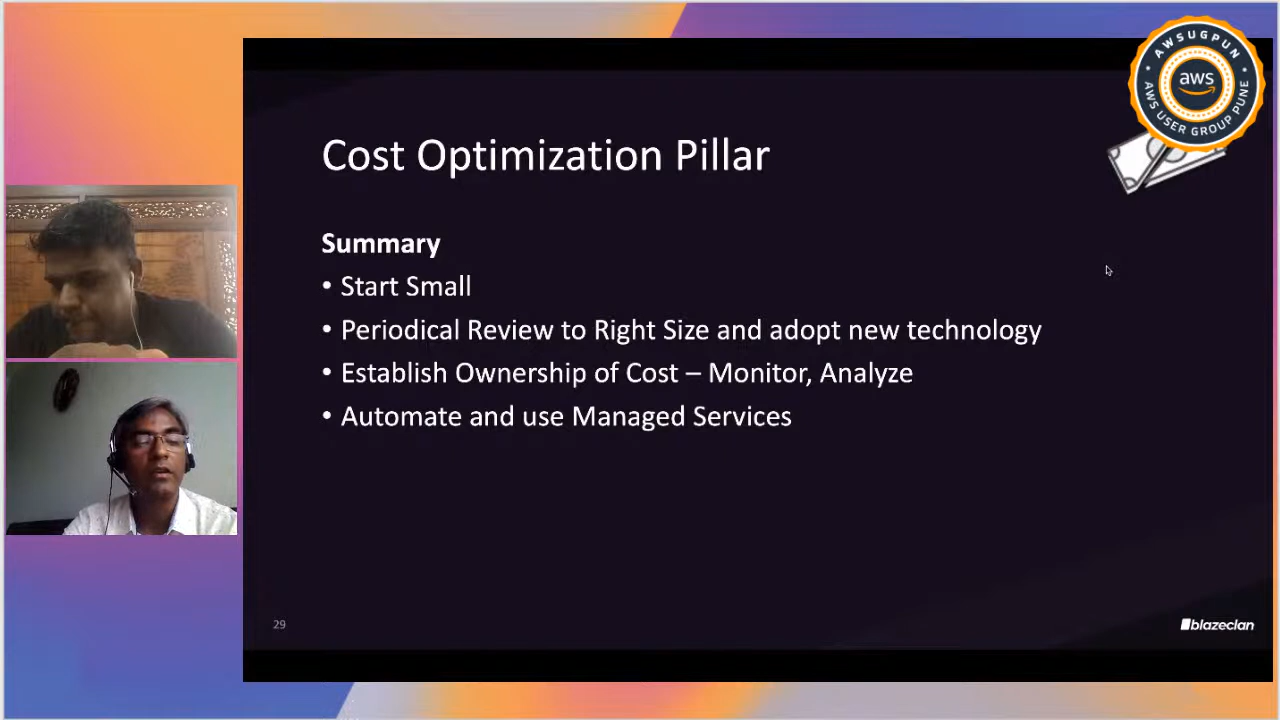 AWSUGPUN
aws
AWS USER GROUP PUNE
Cost Optimization Pillar
Summary
• Start Small
• Periodical Review to Right Size and adopt new technology
• Establish Ownership of Cost – Monitor, Analyze
• Automate and use Managed Services
29
blazeclan